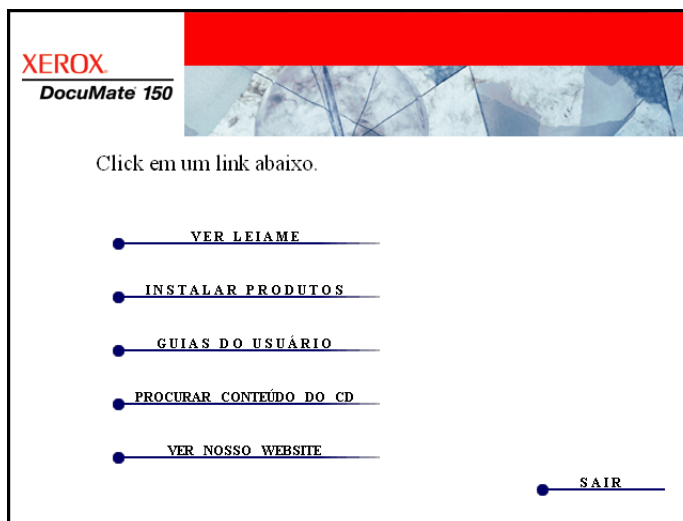 XEROX.
DocuMate 150
Click em um link abaixo.
VER LEIAME
INSTALAR PRODUTOS
GUIAS DO USUÁRIO
PROCURAR CONTEÚDO DO CD
VER NOSSO WEBSITE
SAIR